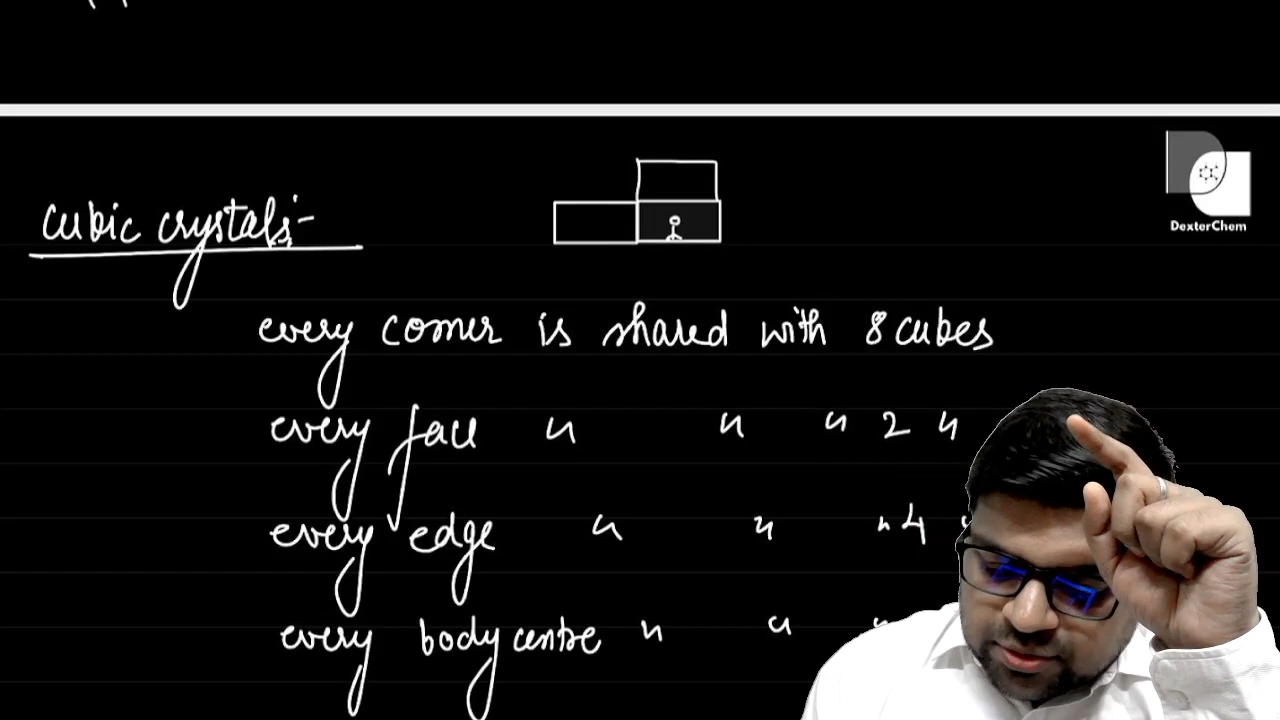 DexterChem
cubic crystals:-
every corner is shared with 8 cubes
every face " " " 2 "
every edge " " " 4 "
every body centre " " "